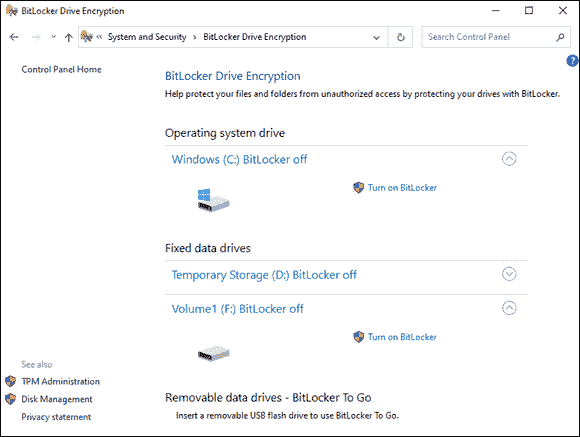 BitLocker Drive Encryption
System and Security > BitLocker Drive Encryption
Search Control Panel
?
Control Panel Home
BitLocker Drive Encryption
Help protect your files and folders from unauthorized access by protecting your drives with BitLocker.
Operating system drive
Windows (C:) BitLocker off
Turn on BitLocker
Fixed data drives
Temporary Storage (D:) BitLocker off
Volume1 (F:) BitLocker off
Turn on BitLocker
See also
TPM Administration
Disk Management
Privacy statement
Removable data drives - BitLocker To Go
Insert a removable USB flash drive to use BitLocker To Go.